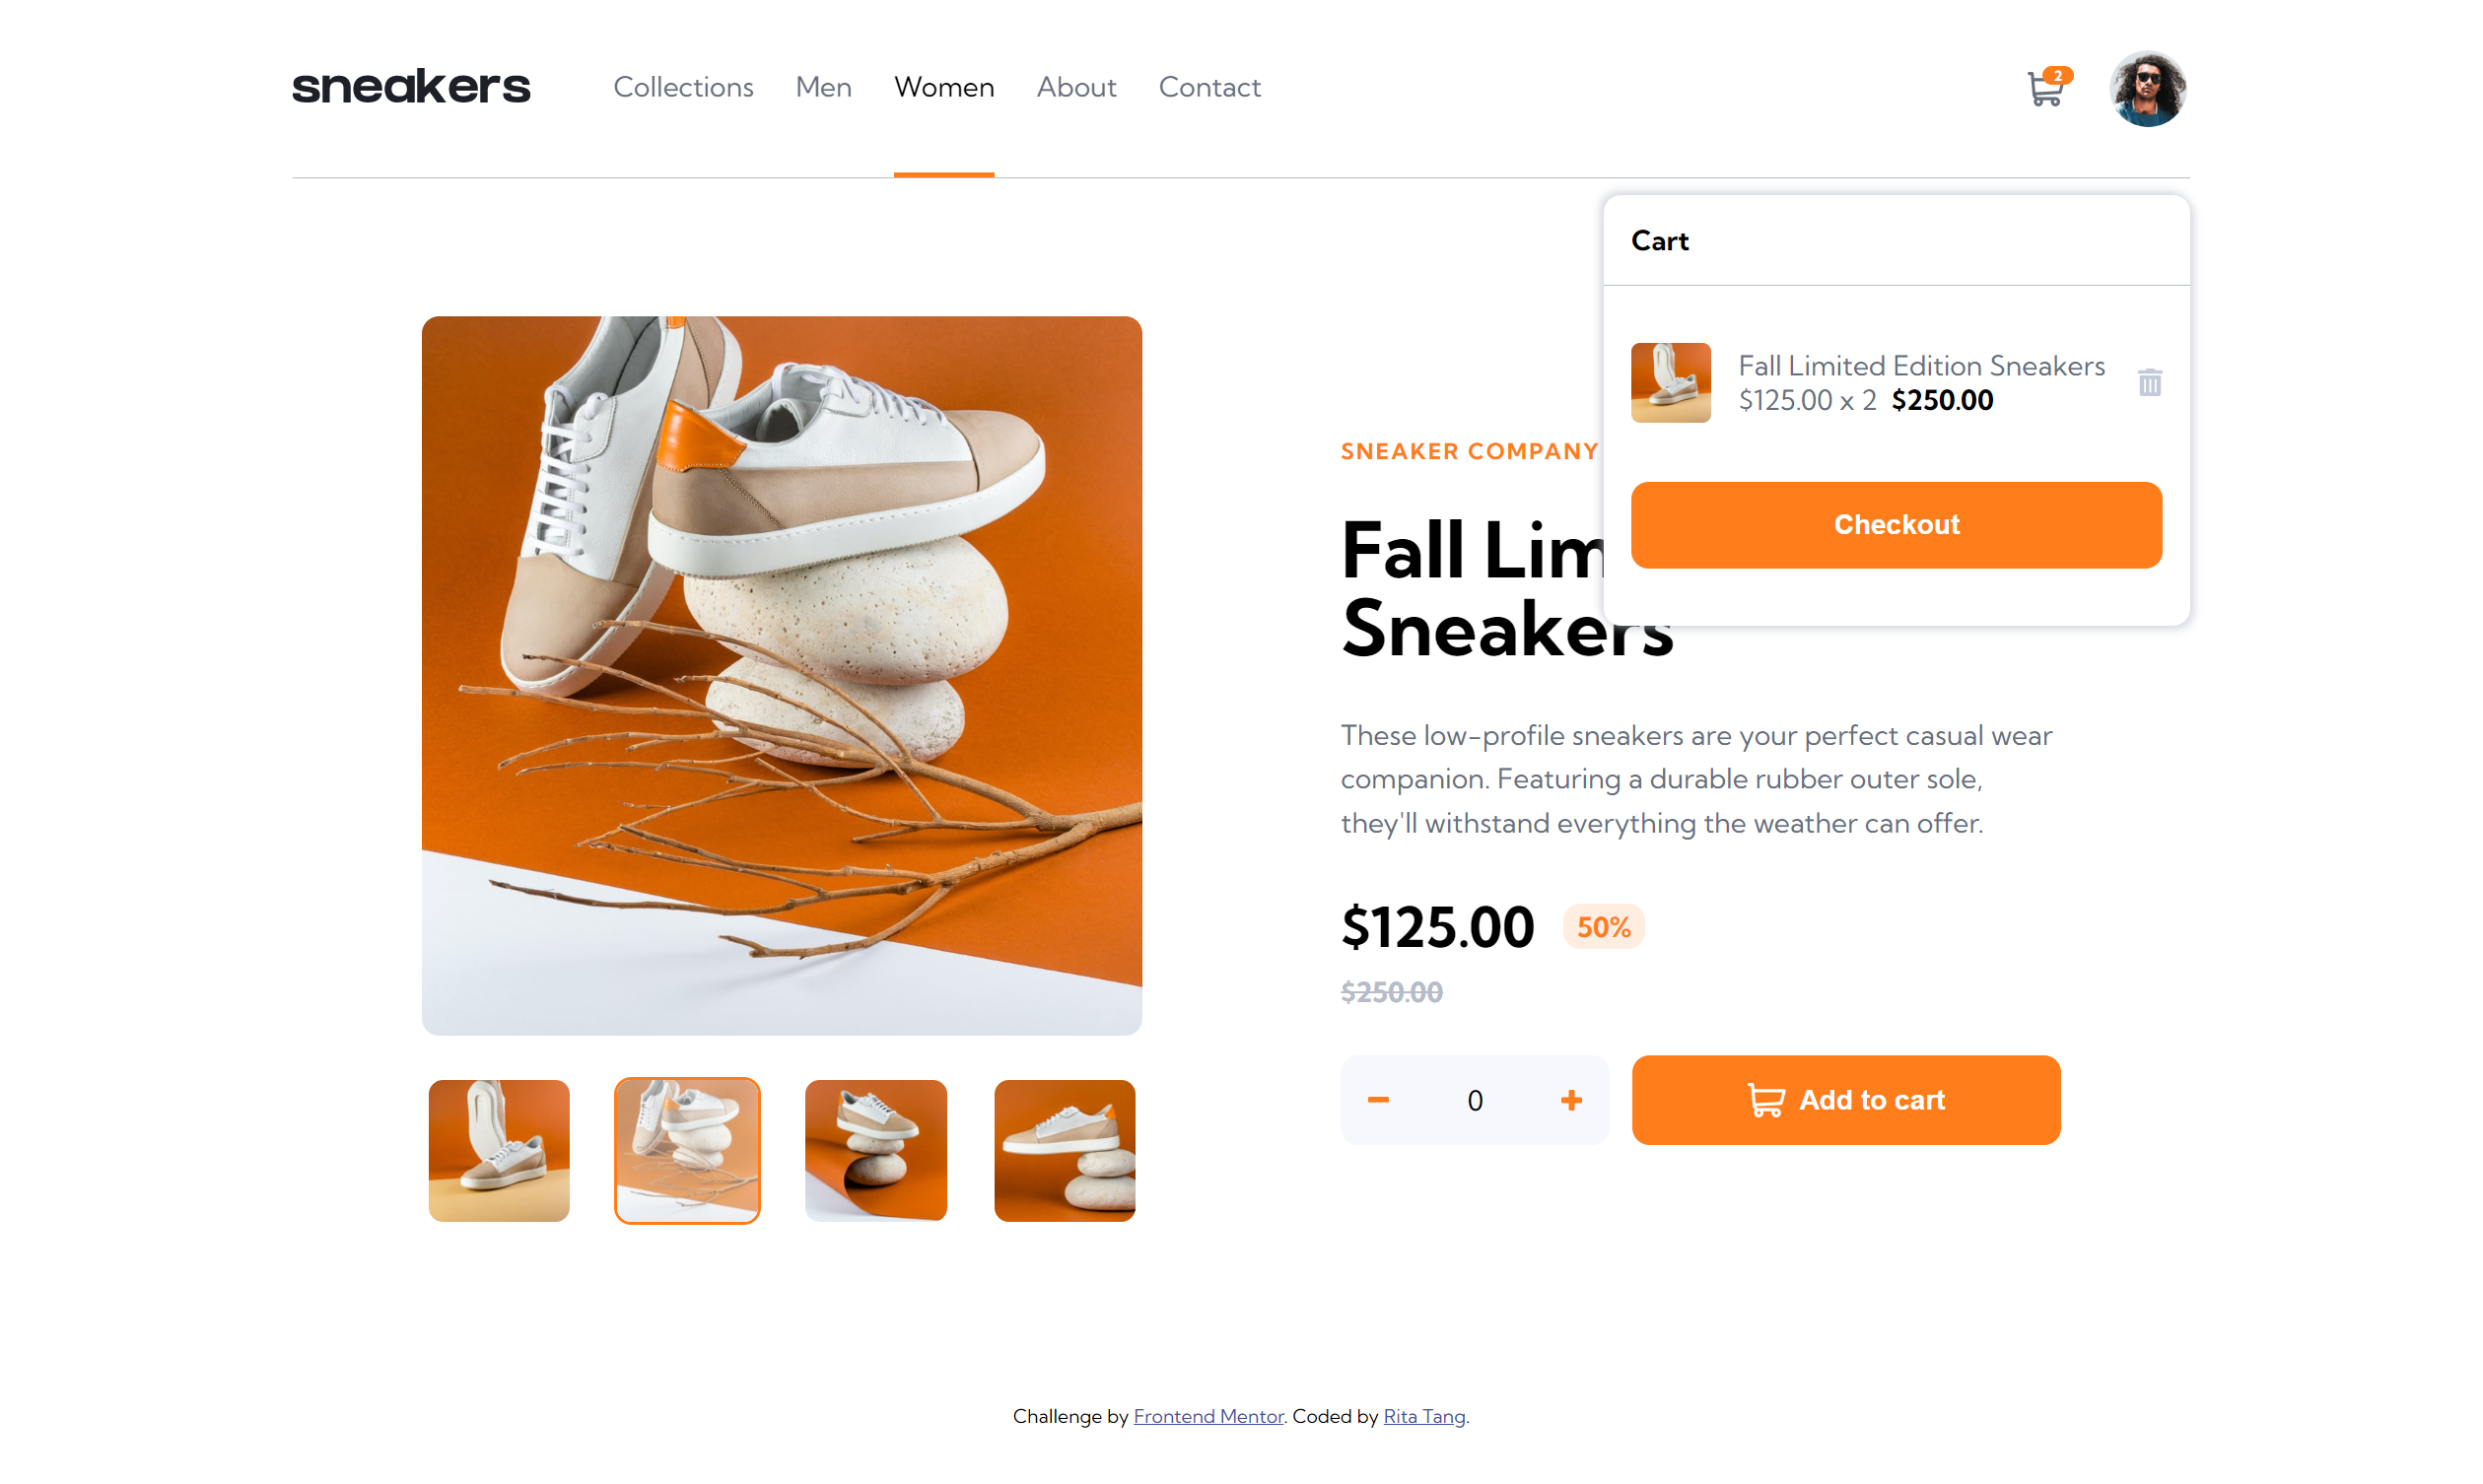 sneakers
Collections Men Women About Contact
2
Cart
Fall Limited Edition Sneakers
$125.00 x 2 $250.00
Checkout
SNEAKER COMPANY
Fall Lim
Sneakers
These low-profile sneakers are your perfect casual wear
companion. Featuring a durable rubber outer sole,
they'll withstand everything the weather can offer.
$125.00 50%
$250.00
0
Add to cart
Challenge by Frontend Mentor. Coded by Rita Tang.